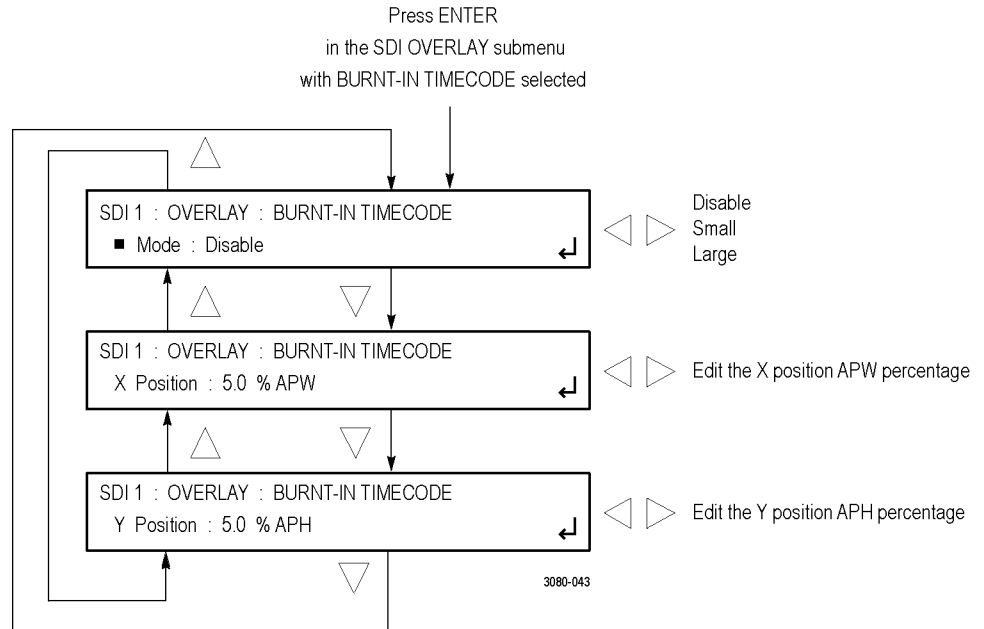 Press ENTER
in the SDI OVERLAY submenu
with BURNT-IN TIMECODE selected
SDI 1 : OVERLAY : BURNT-IN TIMECODE
■ Mode : Disable
Disable
Small
Large
SDI 1 : OVERLAY : BURNT-IN TIMECODE
X Position : 5.0 % APW
Edit the X position APW percentage
SDI 1 : OVERLAY : BURNT-IN TIMECODE
Y Position : 5.0 % APH
Edit the Y position APH percentage
3080-043